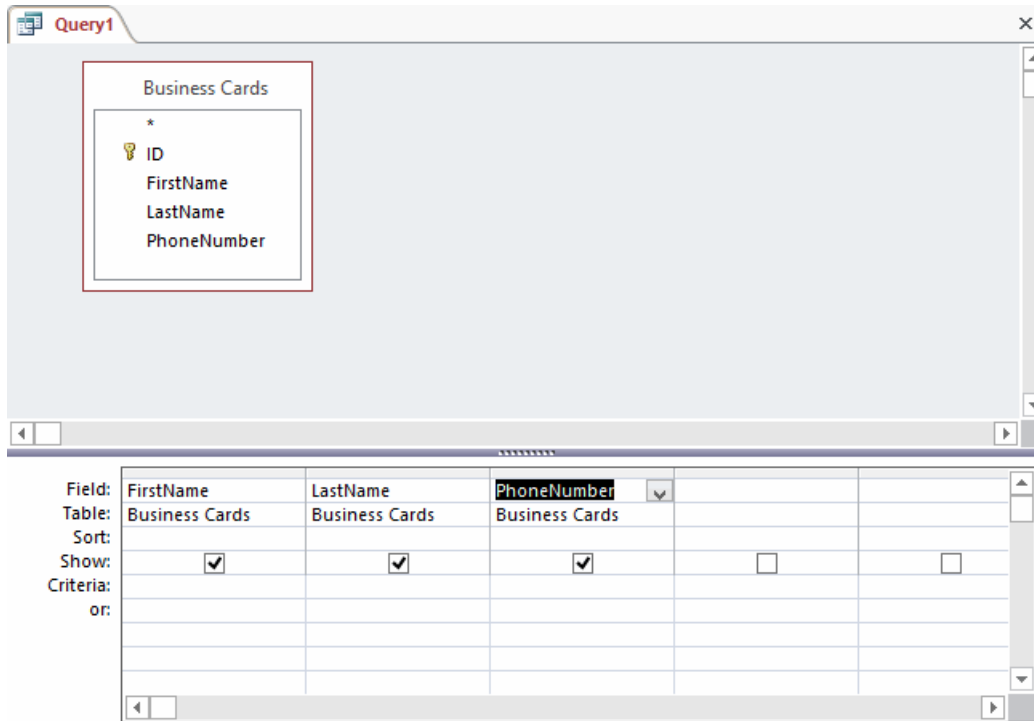 Query1
Business Cards
*
ID
FirstName
LastName
PhoneNumber
Field: FirstName LastName PhoneNumber
Table: Business Cards Business Cards Business Cards
Sort:
Show:
Criteria:
or: